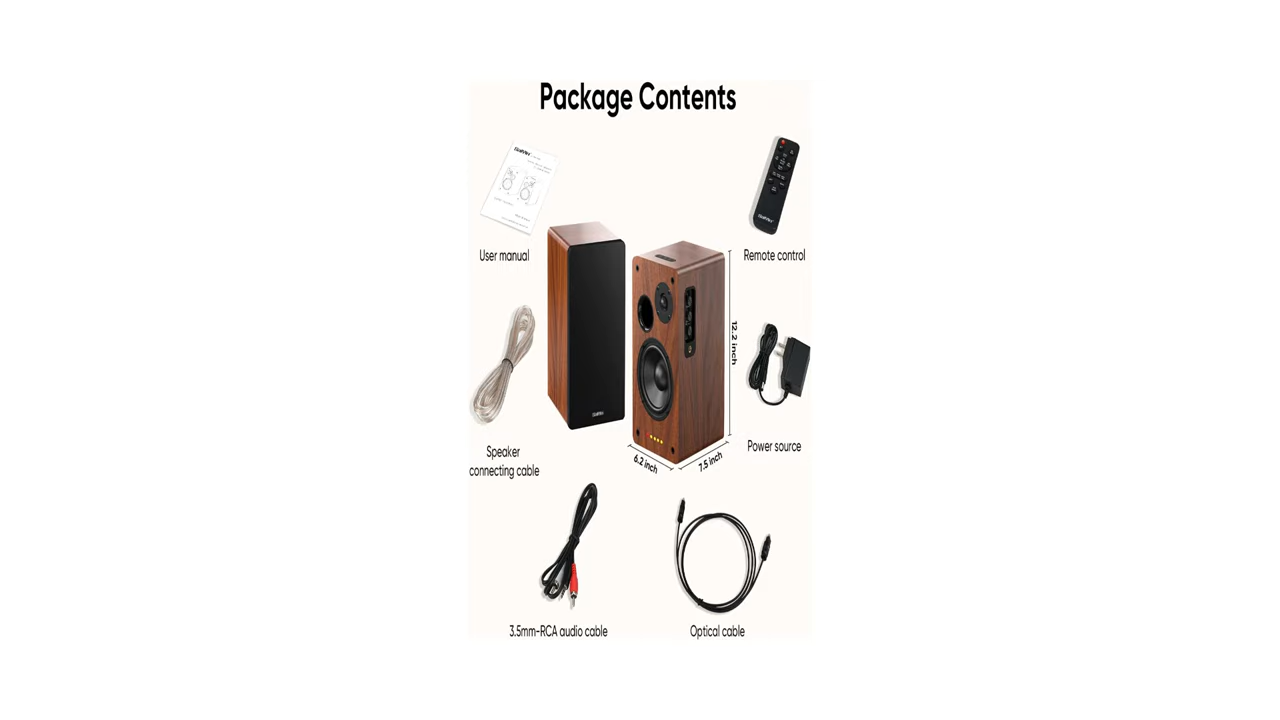 Package Contents
User manual
Remote control
12.2 inch
Speaker
connecting cable
Power source
6.2 inch
7.5 inch
3.5mm-RCA audio cable
Optical cable